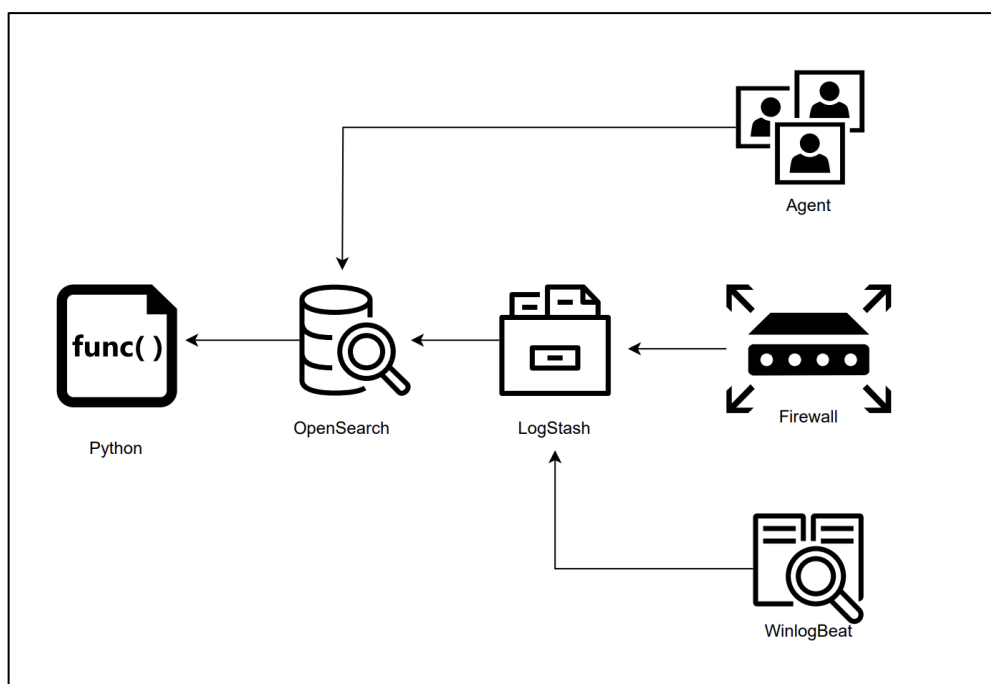 Agent
func( )
Python
OpenSearch
LogStash
Firewall
WinlogBeat